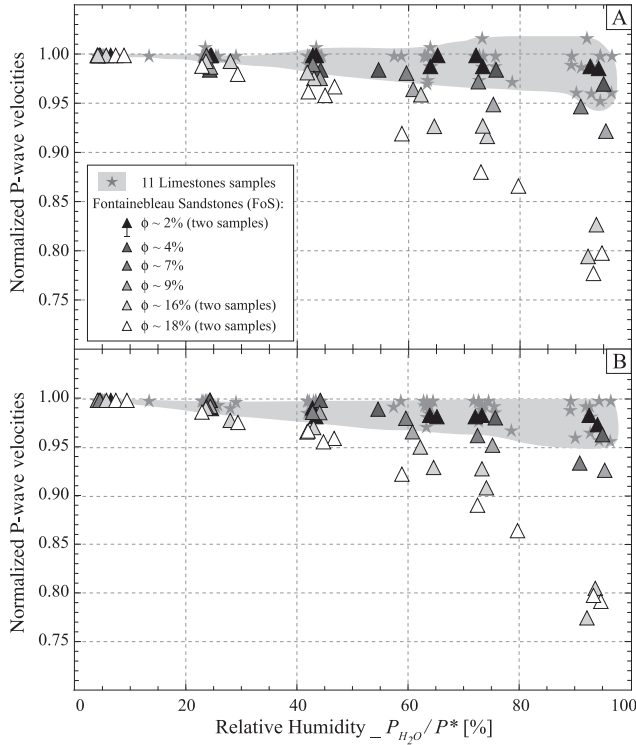 A
Normalized P-wave velocities
1.00
0.95
0.90
0.85
0.80
0.75
11 Limestones samples
Fontainebleau Sandstones (FoS):
ϕ ~ 2% (two samples)
ϕ ~ 4%
ϕ ~ 7%
ϕ ~ 9%
ϕ ~ 16% (two samples)
ϕ ~ 18% (two samples)
B
Normalized P-wave velocities
1.00
0.95
0.90
0.85
0.80
0.75
0 20 40 60 80 100
Relative Humidity _ P_{H_2O}/P* [%]